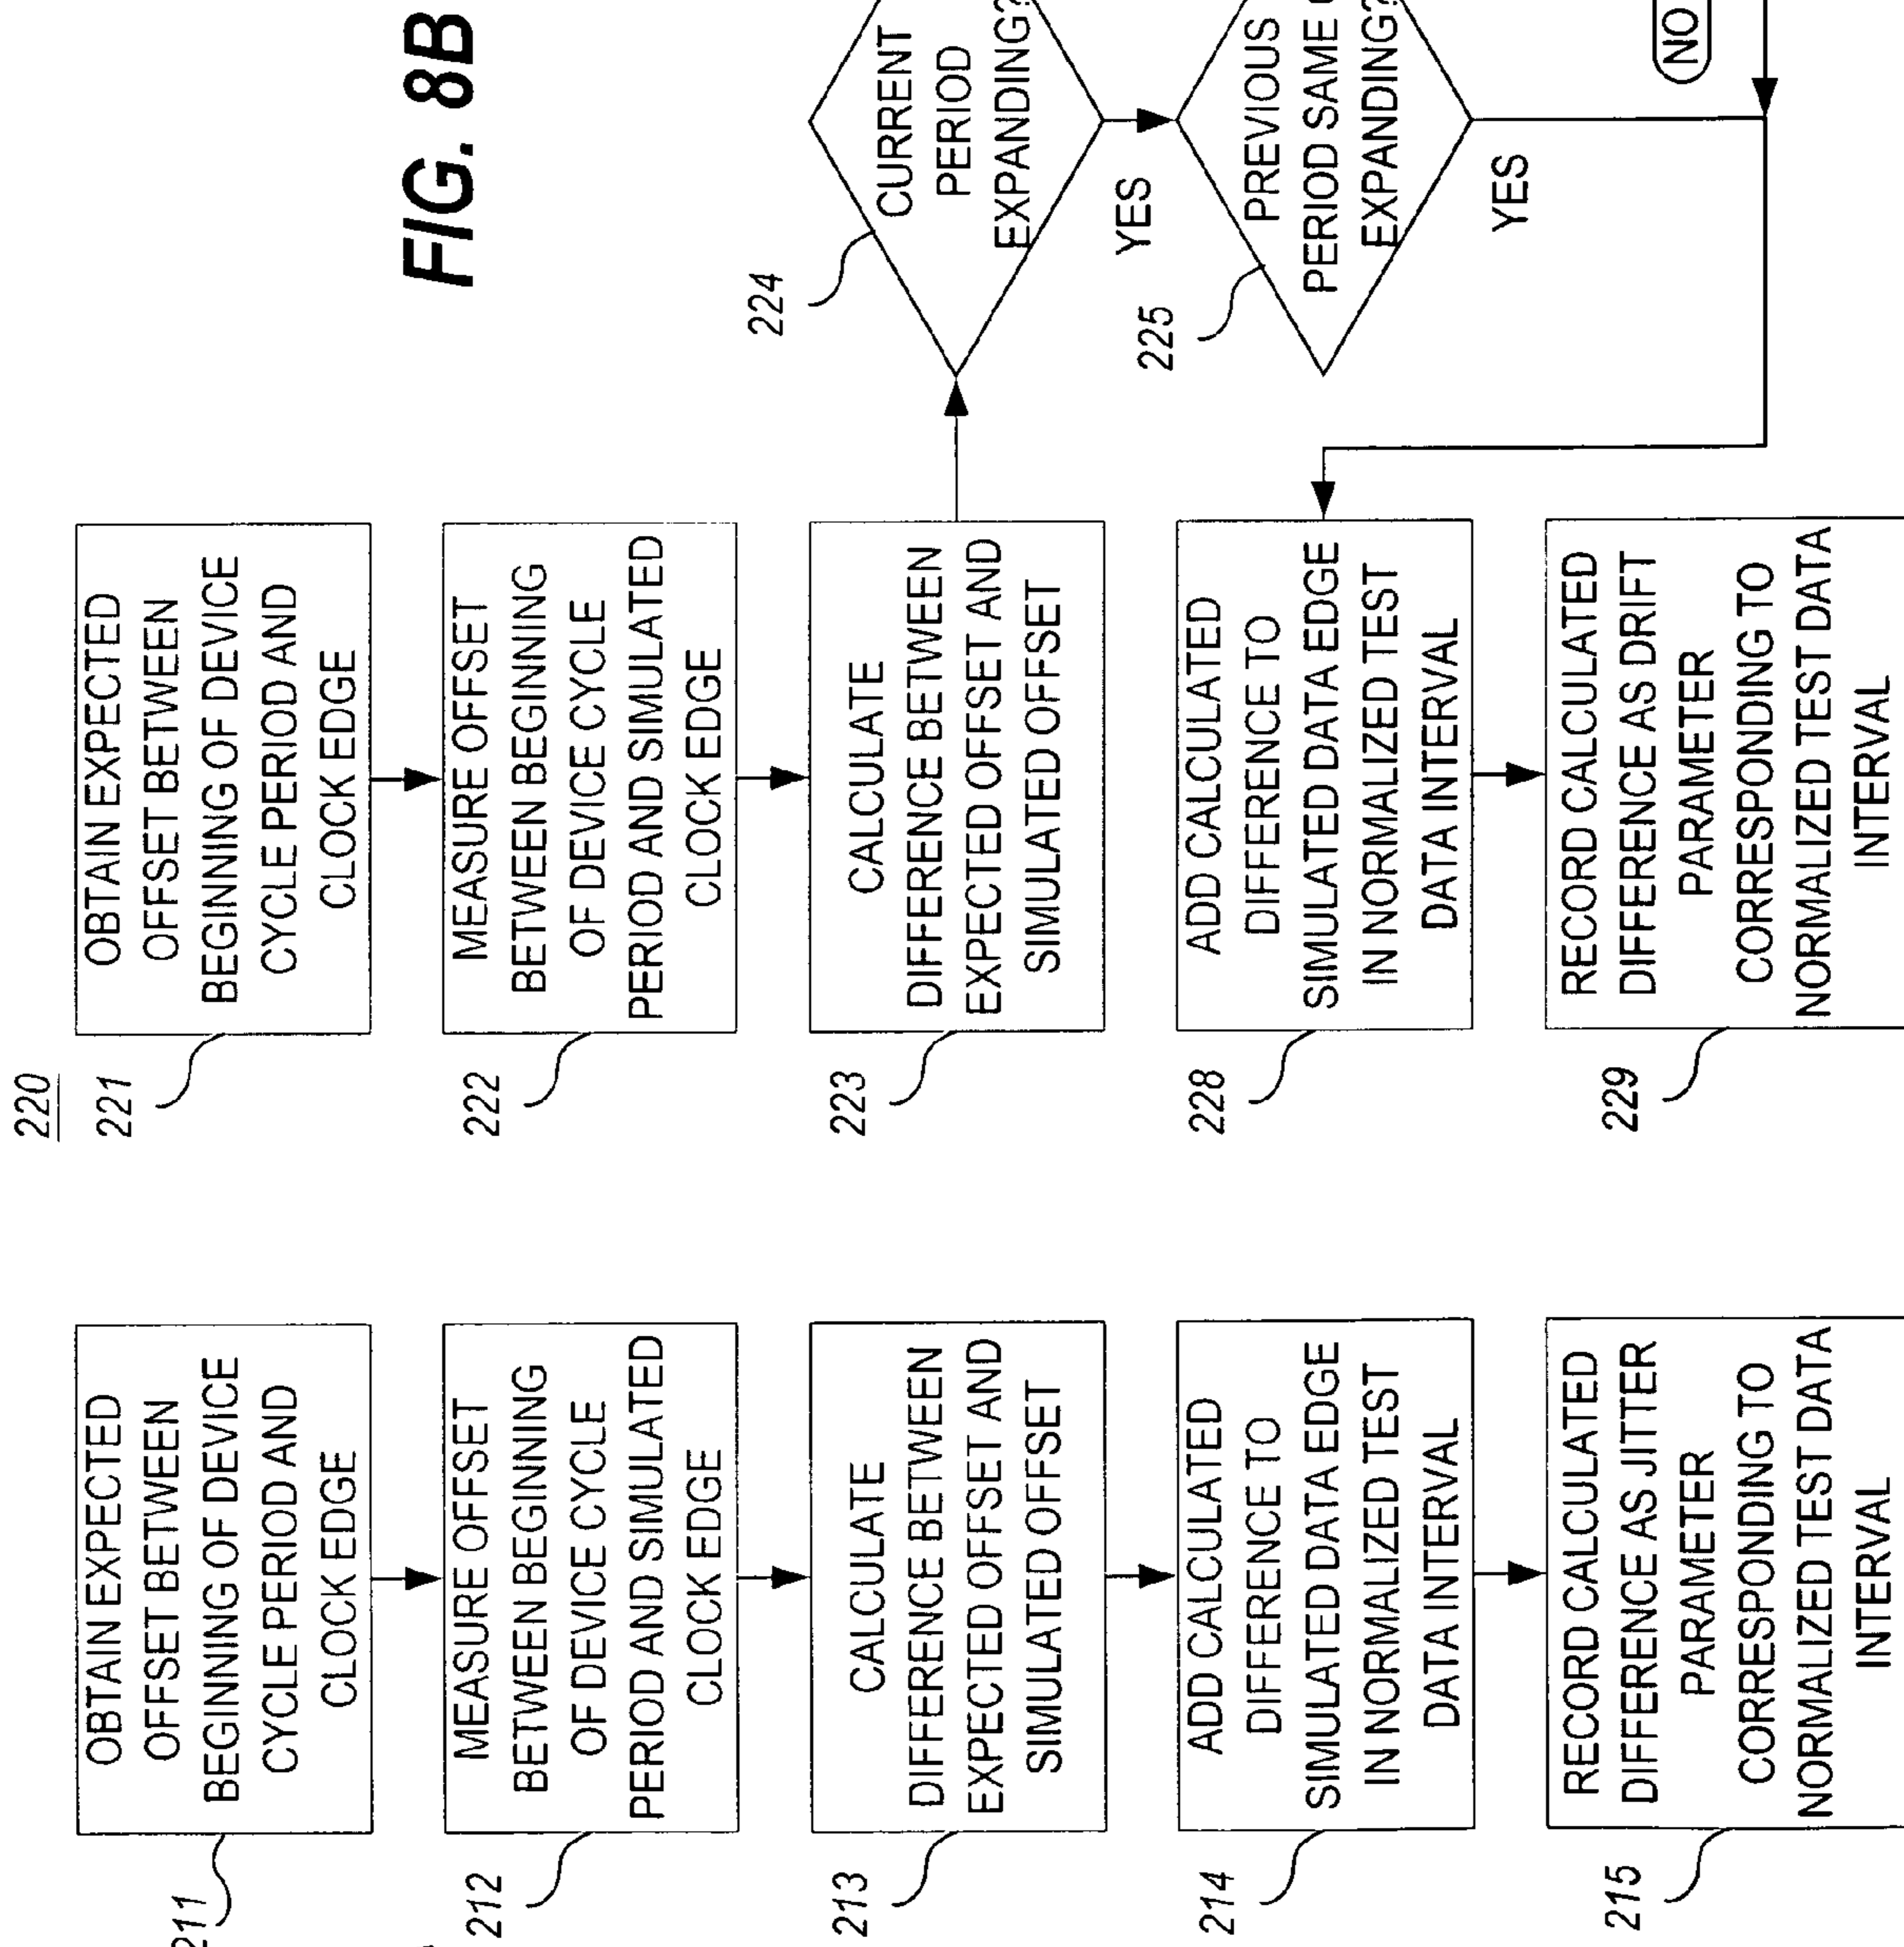 FIG. 8B
211
OBTAIN EXPECTED
OFFSET BETWEEN
BEGINNING OF DEVICE
CYCLE PERIOD AND
CLOCK EDGE
212
MEASURE OFFSET
BETWEEN BEGINNING
OF DEVICE CYCLE
PERIOD AND SIMULATED
CLOCK EDGE
213
CALCULATE
DIFFERENCE BETWEEN
EXPECTED OFFSET AND
SIMULATED OFFSET
214
ADD CALCULATED
DIFFERENCE TO
SIMULATED DATA EDGE
IN NORMALIZED TEST
DATA INTERVAL
215
RECORD CALCULATED
DIFFERENCE AS JITTER
PARAMETER
CORRESPONDING TO
NORMALIZED TEST DATA
INTERVAL
220
221
OBTAIN EXPECTED
OFFSET BETWEEN
BEGINNING OF DEVICE
CYCLE PERIOD AND
CLOCK EDGE
222
MEASURE OFFSET
BETWEEN BEGINNING
OF DEVICE CYCLE
PERIOD AND SIMULATED
CLOCK EDGE
223
CALCULATE
DIFFERENCE BETWEEN
EXPECTED OFFSET AND
SIMULATED OFFSET
224
CURRENT
PERIOD
EXPANDING?
YES
225
PREVIOUS
PERIOD SAME
EXPANDING?
YES
NO
228
ADD CALCULATED
DIFFERENCE TO
SIMULATED DATA EDGE
IN NORMALIZED TEST
DATA INTERVAL
229
RECORD CALCULATED
DIFFERENCE AS DRIFT
PARAMETER
CORRESPONDING TO
NORMALIZED TEST DATA
INTERVAL